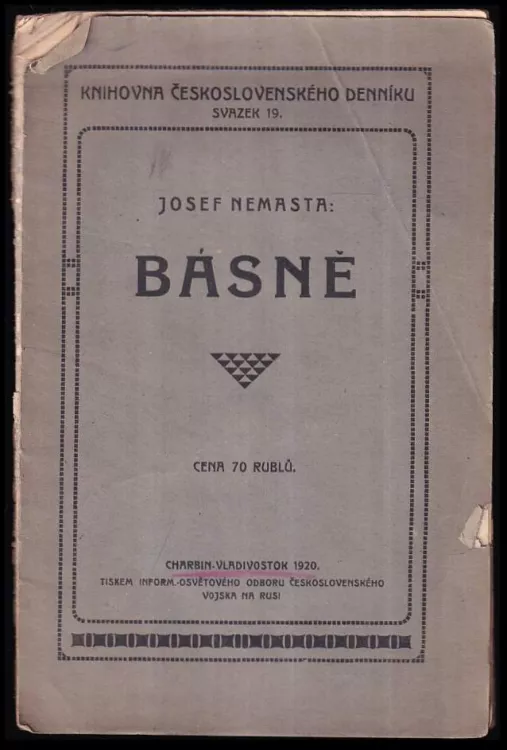 KNIHOVNA ČESKOSLOVENSKÉHO DENNÍKU
SVAZEK 19.
JOSEF NEMASTA:
BÁSNĚ
CENA 70 RUBLŮ.
CHARBIN-VLADIVOSTOK 1920.
TISKEM INFORM.-OSVĚTOVÉHO ODBORU ČESKOSLOVENSKÉHO
VOJSKA NA RUSI